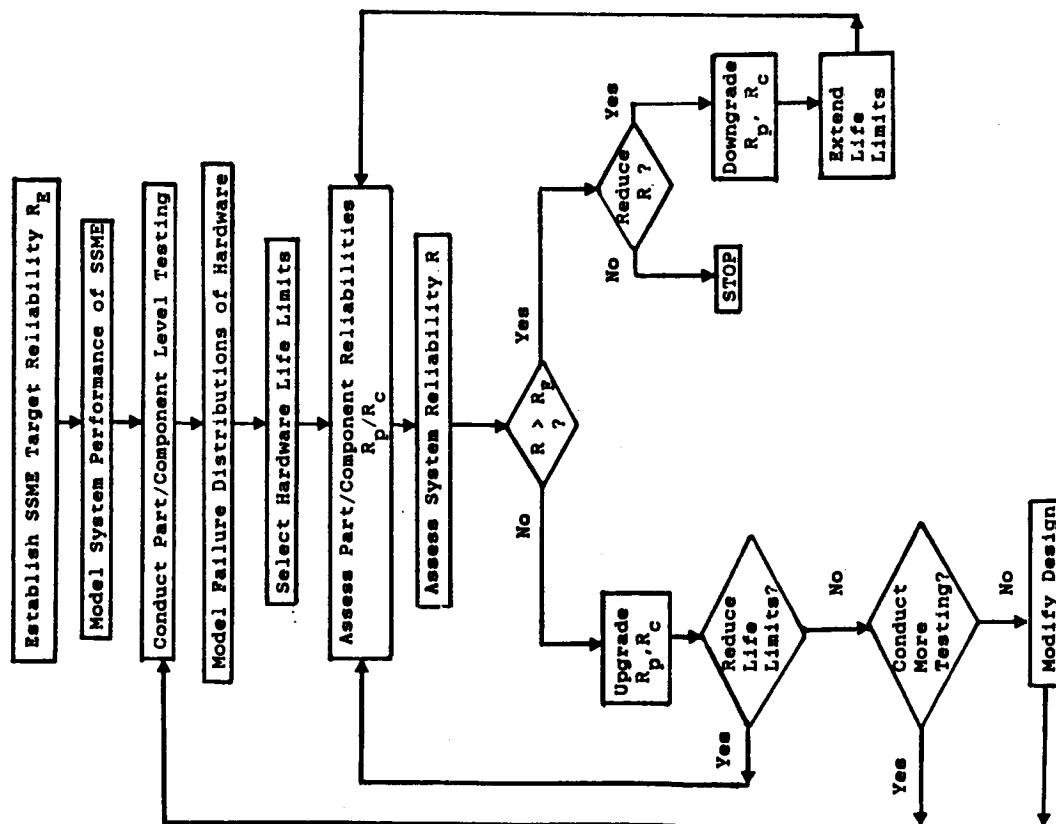 Establish SSME Target Reliability R_E
Model System Performance of SSME
Conduct Part/Component Level Testing
Model Failure Distributions of Hardware
Select Hardware Life Limits
Assess Part/Component Reliabilities
R_p/R_c
Assess System Reliability R
R > R_E
?
No
Yes
Upgrade
R_p,R_c
Reduce
Life
Limits?
Yes
No
Conduct
More
Testing?
Yes
No
Modify Design
Reduce
R ?
No
Yes
STOP
Downgrade
R_p, R_c
Extend
Life
Limits